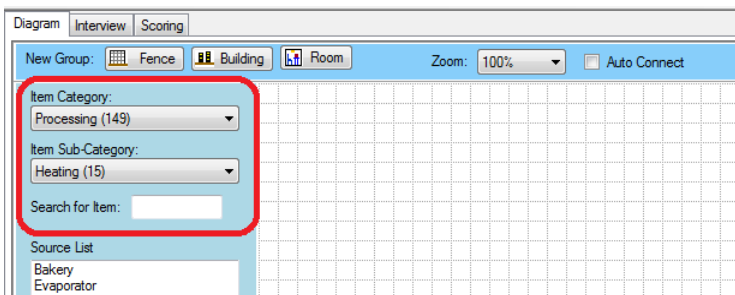 Diagram Interview Scoring
New Group: Fence Building Room Zoom: 100% Auto Connect
Item Category:
Processing (149)
Item Sub-Category:
Heating (15)
Search for Item:
Source List
Bakery
Evaporator